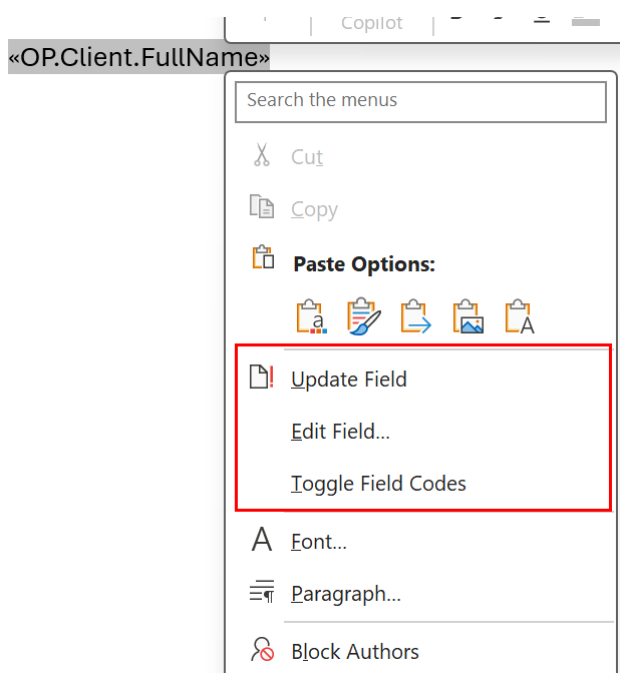 Copilot
«OP.Client.FullName»
Search the menus
Cut
Copy
Paste Options:
Update Field
Edit Field...
Toggle Field Codes
Font...
Paragraph...
Block Authors